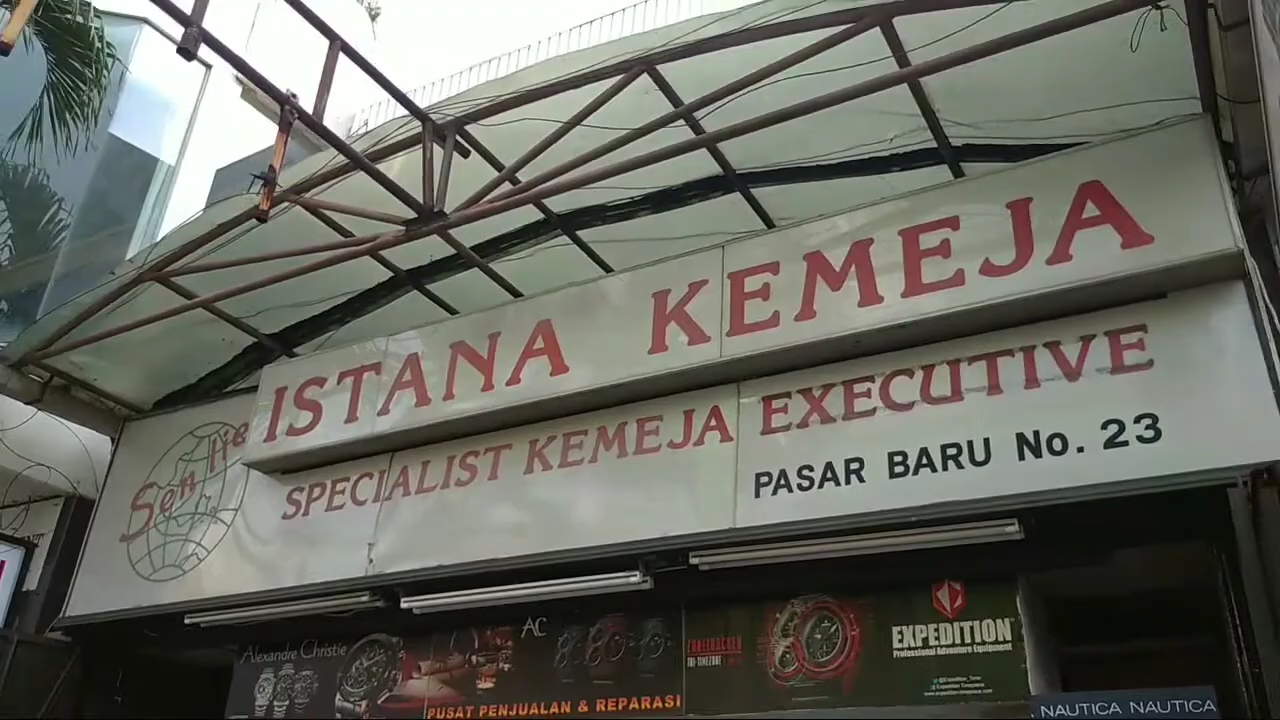 ISTANA KEMEJA
Sen lie
SPECIALIST KEMEJA EXECUTIVE
PASAR BARU No. 23
Alexandre Christie
AC
PUSAT PENJUALAN & REPARASI
EXPEDITION
Professional Adventure Equipment
NAUTICA NAUTICA